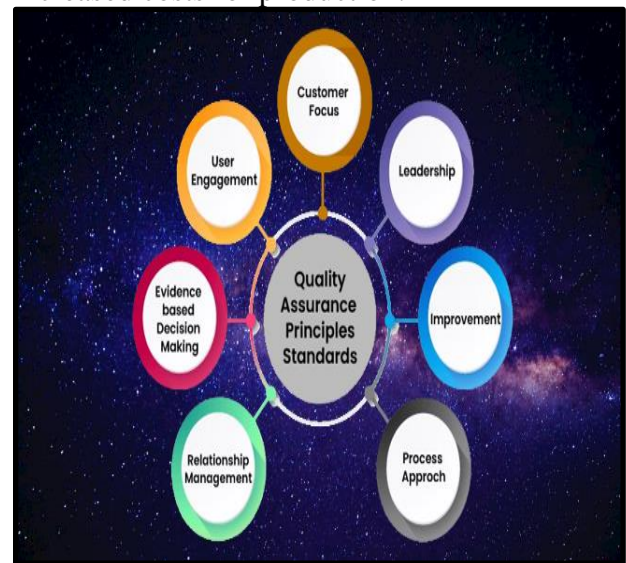 Customer
Focus
Leadership
Improvement
Process
Approch
Relationship
Management
Evidence
based
Decision
Making
User
Engagement
Quality
Assurance
Principles
Standards